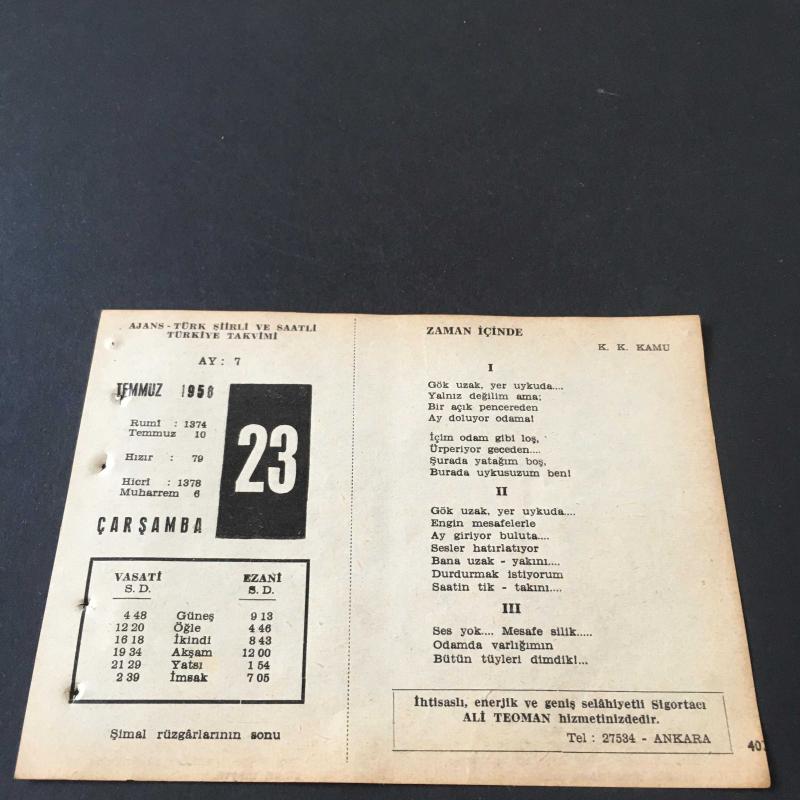 AJANS - TÜRK ŞİİRLİ VE SAATLİ
TÜRKİYE TAKVİMİ
AY : 7
TEMMUZ 1958
Rumî : 1374
Temmuz 10
Hızır : 79
Hicrî : 1378
Muharrem 6
23
ÇARŞAMBA
VASATİ EZANİ
S. D. S. D.
4 48 Güneş 9 13
12 20 Öğle 4 46
16 18 İkindi 8 43
19 34 Akşam 12 00
21 29 Yatsı 1 54
2 39 İmsak 7 05
Şimal rüzgârlarının sonu
ZAMAN İÇİNDE
K. K. KAMU
I
Gök uzak, yer uykuda....
Yalnız değilim ama;
Bir açık pencereden
Ay doluyor odama!
İçim odam gibi loş,
Ürperiyor geceden....
Şurada yatağım boş,
Burada uykusuzum ben!
II
Gök uzak, yer uykuda....
Engin mesafelerle
Ay giriyor buluta....
Sesler hatırlatıyor
Bana uzak - yakını....
Durdurmak istiyorum
Saatin tik - takını....
III
Ses yok.... Mesafe silik.....
Odamda varlığımın
Bütün tüyleri dimdik!...
İhtisaslı, enerjik ve geniş selâhiyetli Sigortacı
ALİ TEOMAN hizmetinizdedir.
Tel : 27534 - ANKARA